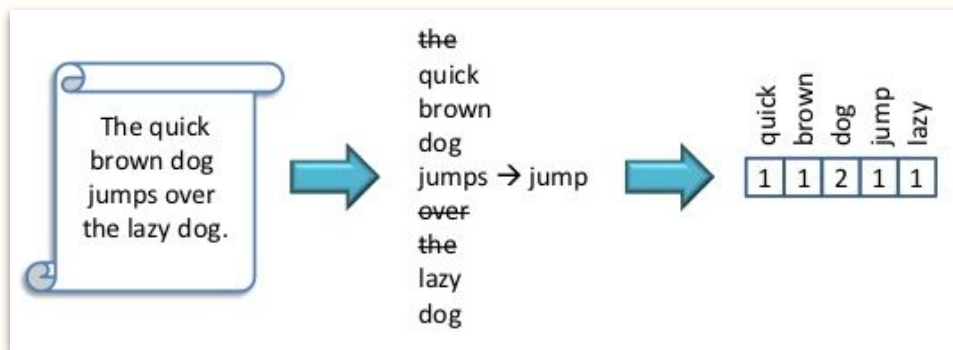 The quick
brown dog
jumps over
the lazy dog.
the
quick
brown
dog
jumps → jump
over
the
lazy
dog
quick brown dog jump lazy
1 1 2 1 1